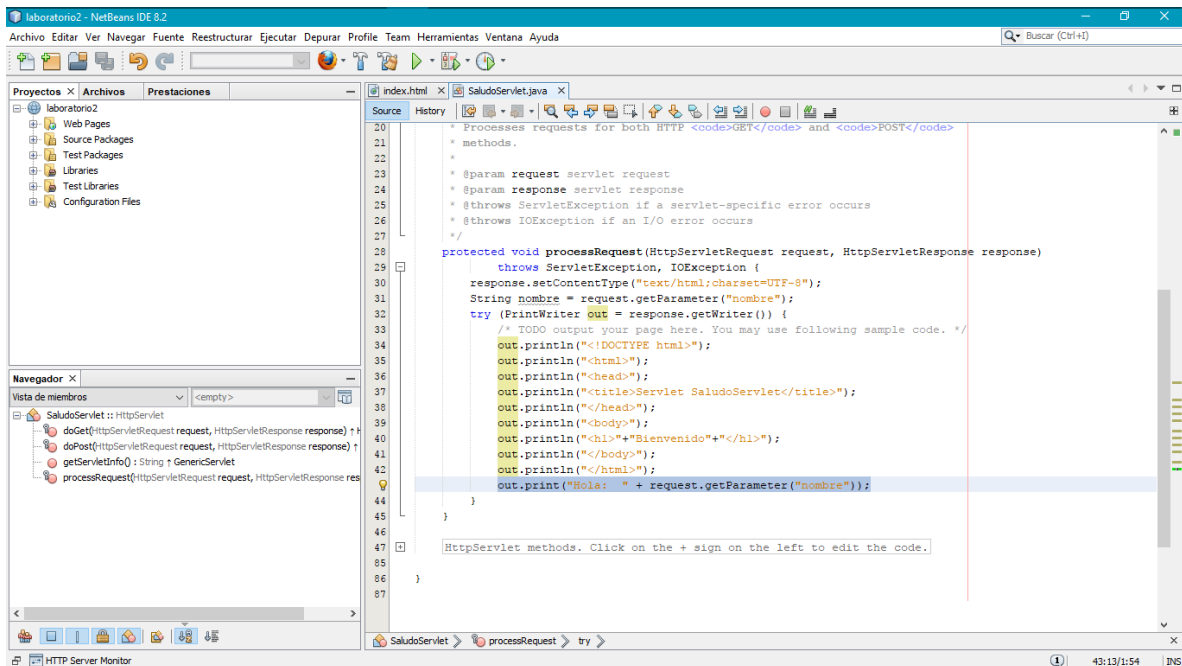 laboratorio2 - NetBeans IDE 8.2
Archivo Editar Ver Navegar Fuente Reestructurar Ejecutar Depurar Profile Team Herramientas Ventana Ayuda
Buscar (Ctrl+I)
Proyectos Archivos Prestaciones
laboratorio2
Web Pages
Source Packages
Test Packages
Libraries
Test Libraries
Configuration Files
Navegador
Vista de miembros <empty>
SaludoServlet :: HttpServlet
doGet(HttpServletRequest request, HttpServletResponse response) ↑ H
doPost(HttpServletRequest request, HttpServletResponse response) ↑
getServletInfo() : String ↑ GenericServlet
processRequest(HttpServletRequest request, HttpServletResponse res
index.html SaludoServlet.java
Source History
20 * Processes requests for both HTTP <code>GET</code> and <code>POST</code>
21 * methods.
22 *
23 * @param request servlet request
24 * @param response servlet response
25 * @throws ServletException if a servlet-specific error occurs
26 * @throws IOException if an I/O error occurs
27 */
28 protected void processRequest(HttpServletRequest request, HttpServletResponse response)
29 throws ServletException, IOException {
30 response.setContentType("text/html;charset=UTF-8");
31 String nombre = request.getParameter("nombre");
32 try (PrintWriter out = response.getWriter()) {
33 /* TODO output your page here. You may use following sample code. */
34 out.println("<!DOCTYPE html>");
35 out.println("<html>");
36 out.println("<head>");
37 out.println("<title>Servlet SaludoServlet</title>");
38 out.println("</head>");
39 out.println("<body>");
40 out.println("<h1>"+"Bienvenido"+"</h1>");
41 out.println("</body>");
42 out.println("</html>");
out.print("Hola:  " + request.getParameter("nombre"));
44 }
45 }
46
47 HttpServlet methods. Click on the + sign on the left to edit the code.
85
86 }
87
SaludoServlet processRequest try
HTTP Server Monitor
1 43:13/1:54 INS